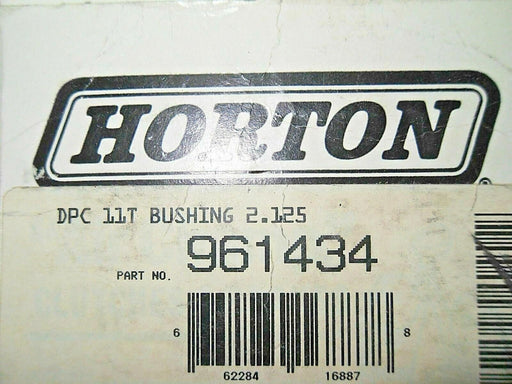 HORTON
®
DPC 11T BUSHING 2.125
PART NO. 961434
6 62284 16887 8